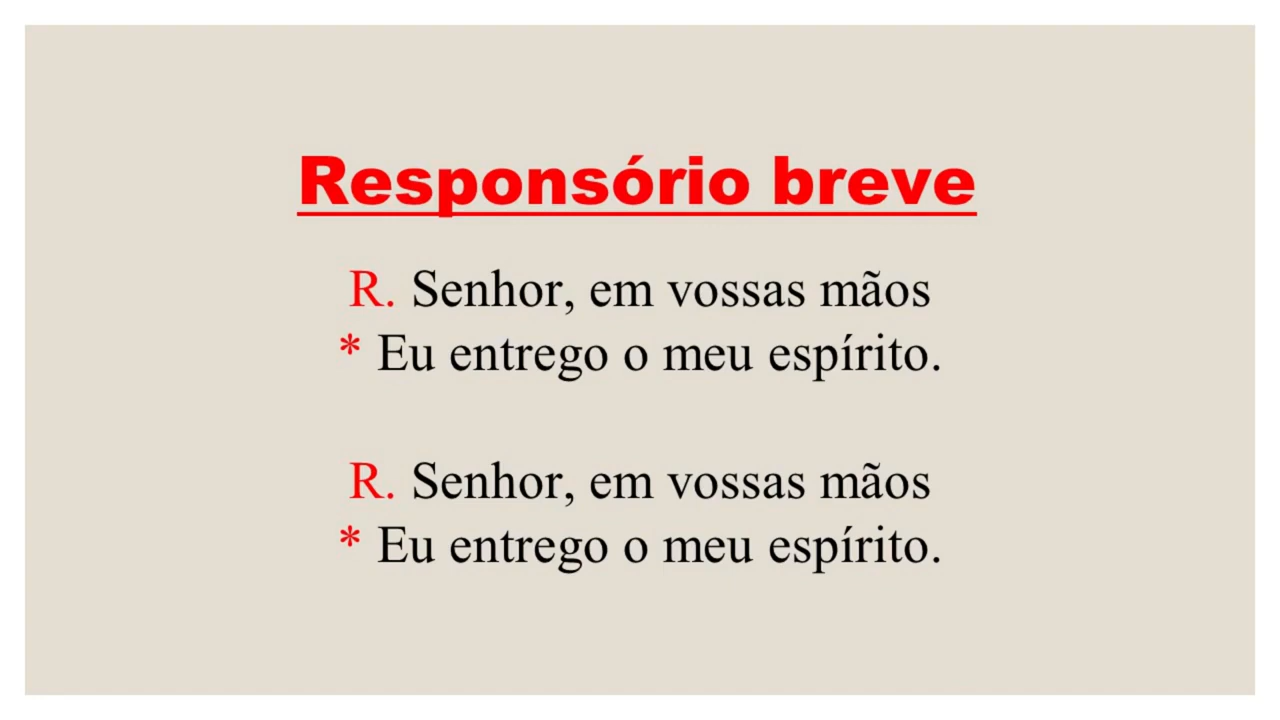 Responsório breve
R. Senhor, em vossas mãos
* Eu entrego o meu espírito.
R. Senhor, em vossas mãos
* Eu entrego o meu espírito.